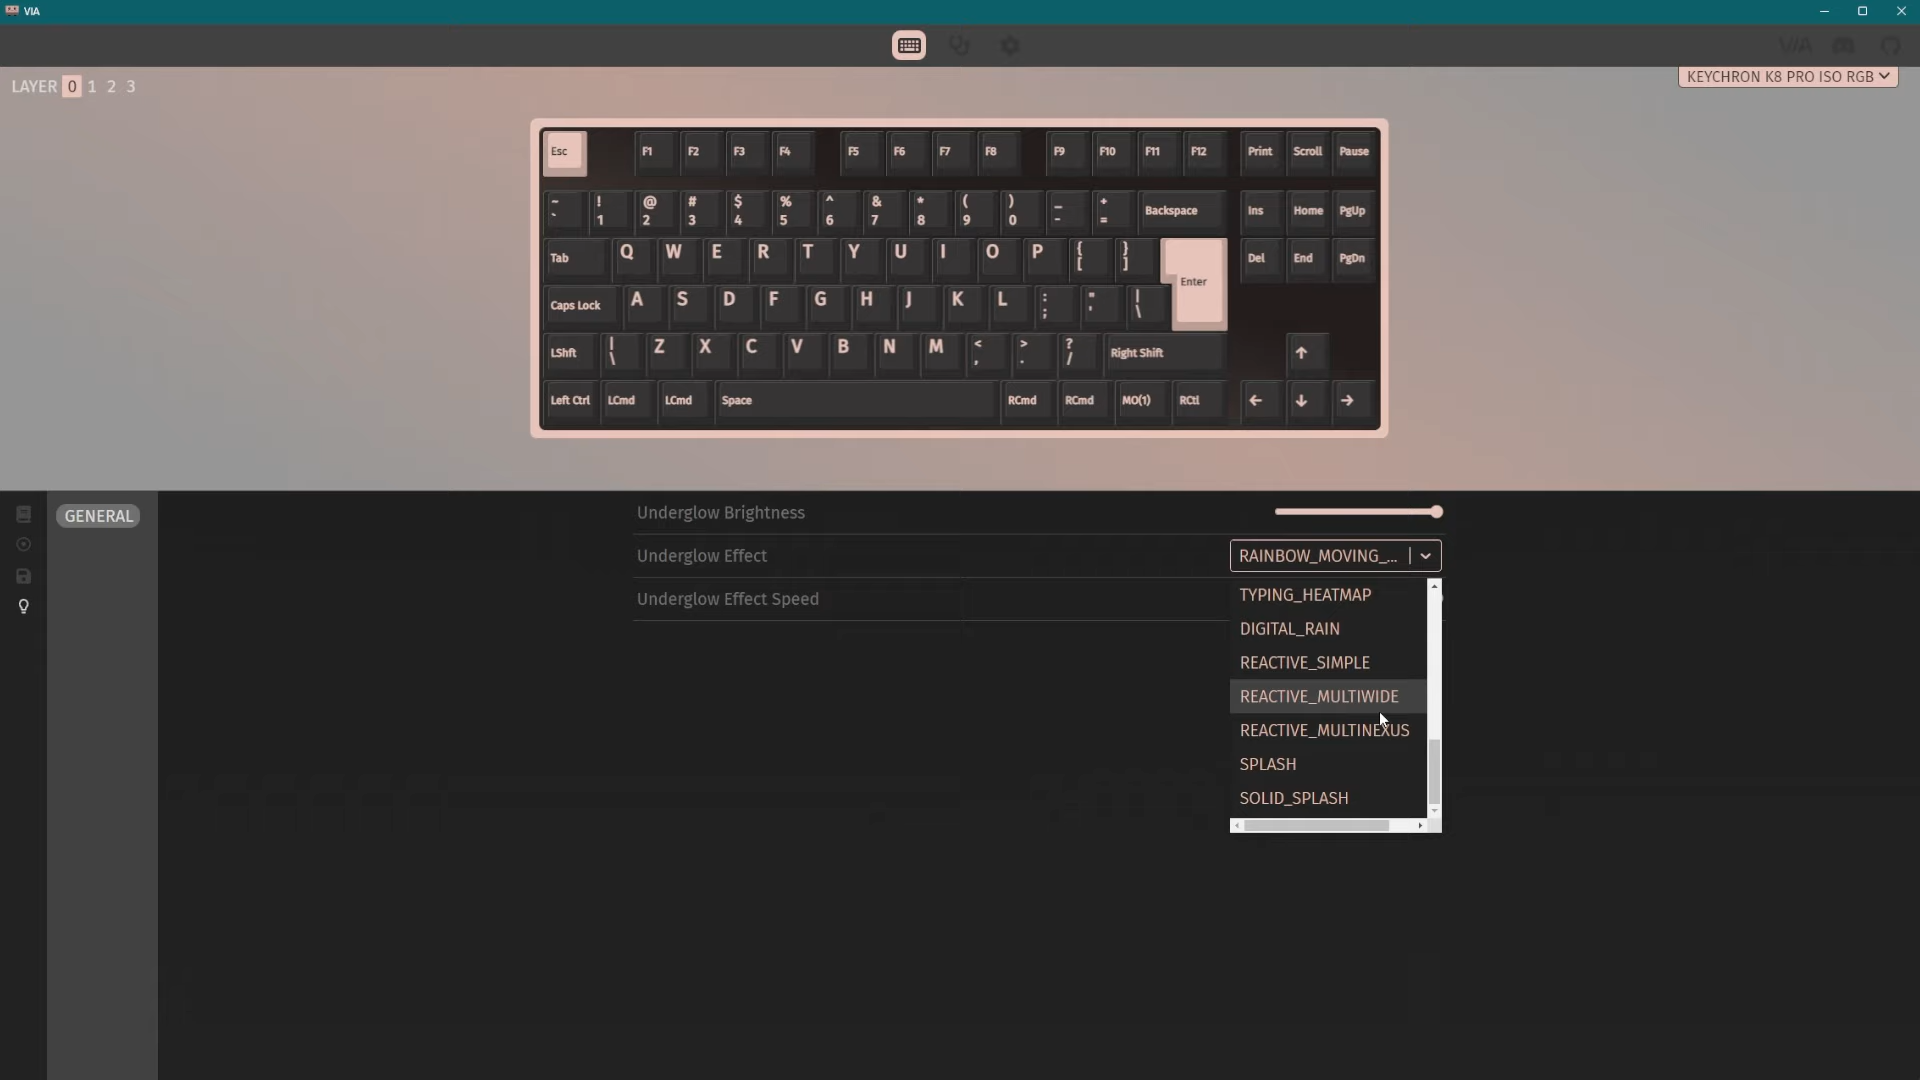 VIA
VIA
LAYER 0 1 2 3
KEYCHRON K8 PRO ISO RGB
Esc F1 F2 F3 F4 F5 F6 F7 F8 F9 F10 F11 F12 Print Scroll Pause
~ ! @ # $ % ^ & * ( ) _ + Backspace Ins Home PgUp
` 1 2 3 4 5 6 7 8 9 0 - =
Tab Q W E R T Y U I O P { } Enter Del End PgDn
[ ]
Caps Lock A S D F G H J K L : " |
; ' \
LShft | Z X C V B N M < > ? Right Shift ↑
\ , . /
Left Ctrl LCmd LCmd Space RCmd RCmd MO(1) RCtl ← ↓ →
GENERAL
Underglow Brightness
Underglow Effect RAINBOW_MOVING_...
Underglow Effect Speed
TYPING_HEATMAP
DIGITAL_RAIN
REACTIVE_SIMPLE
REACTIVE_MULTIWIDE
REACTIVE_MULTINEXUS
SPLASH
SOLID_SPLASH